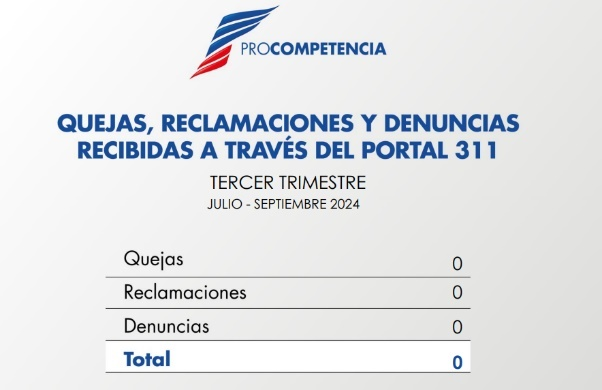 PROCOMPETENCIA
QUEJAS, RECLAMACIONES Y DENUNCIAS
RECIBIDAS A TRAVÉS DEL PORTAL 311
TERCER TRIMESTRE
JULIO - SEPTIEMBRE 2024
Quejas 0
Reclamaciones 0
Denuncias 0
Total 0